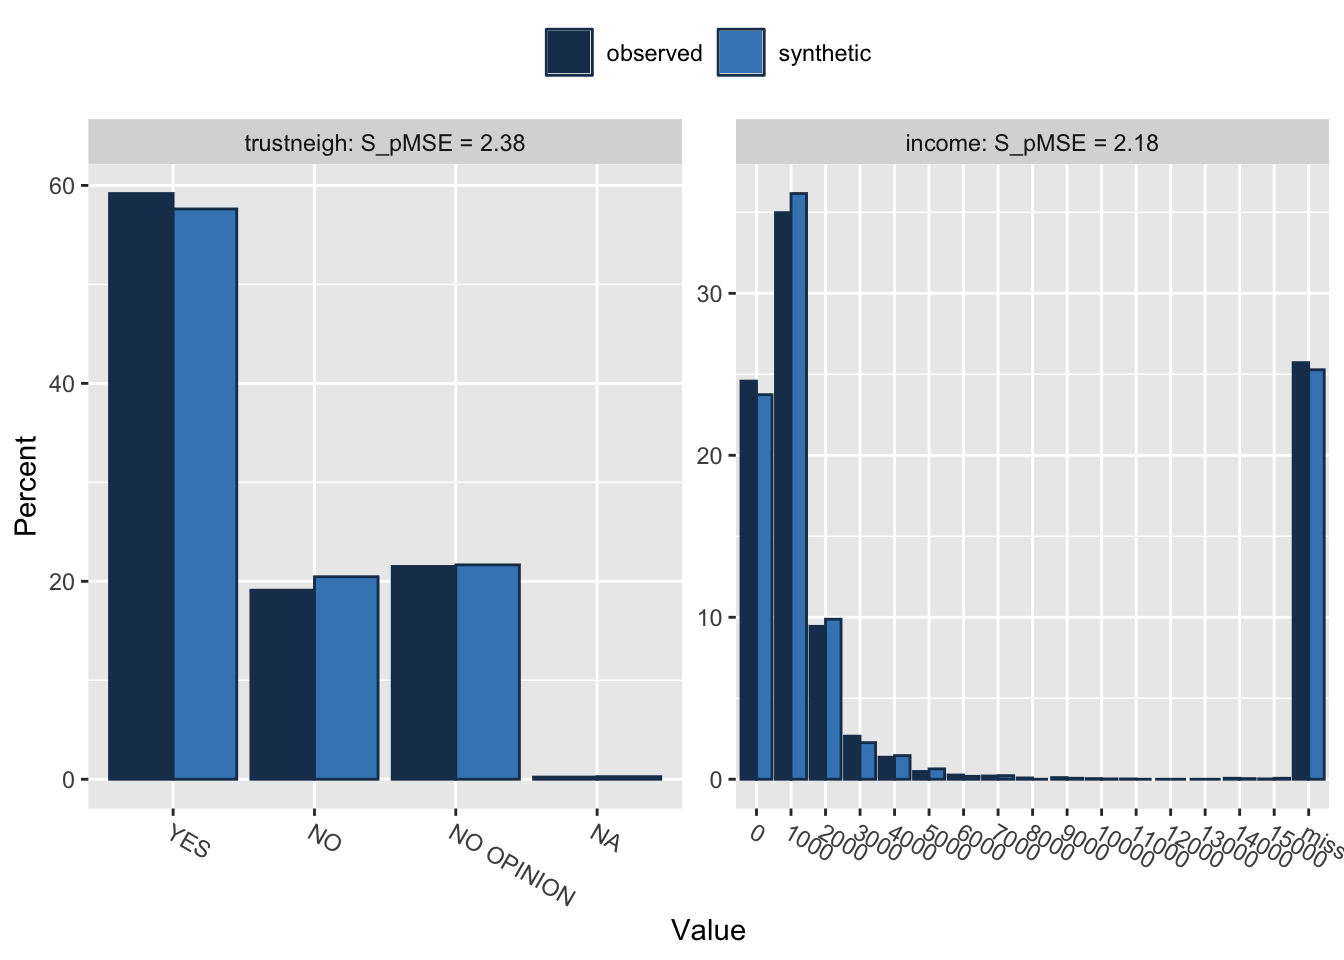 observed synthetic
trustneigh: S_pMSE = 2.38
income: S_pMSE = 2.18
Percent
60
40
20
0
30
20
10
0
YES NO NO OPINION NA
0 1000 2000 3000 4000 5000 6000 7000 8000 9000 10000 11000 12000 13000 14000 15000 miss
Value